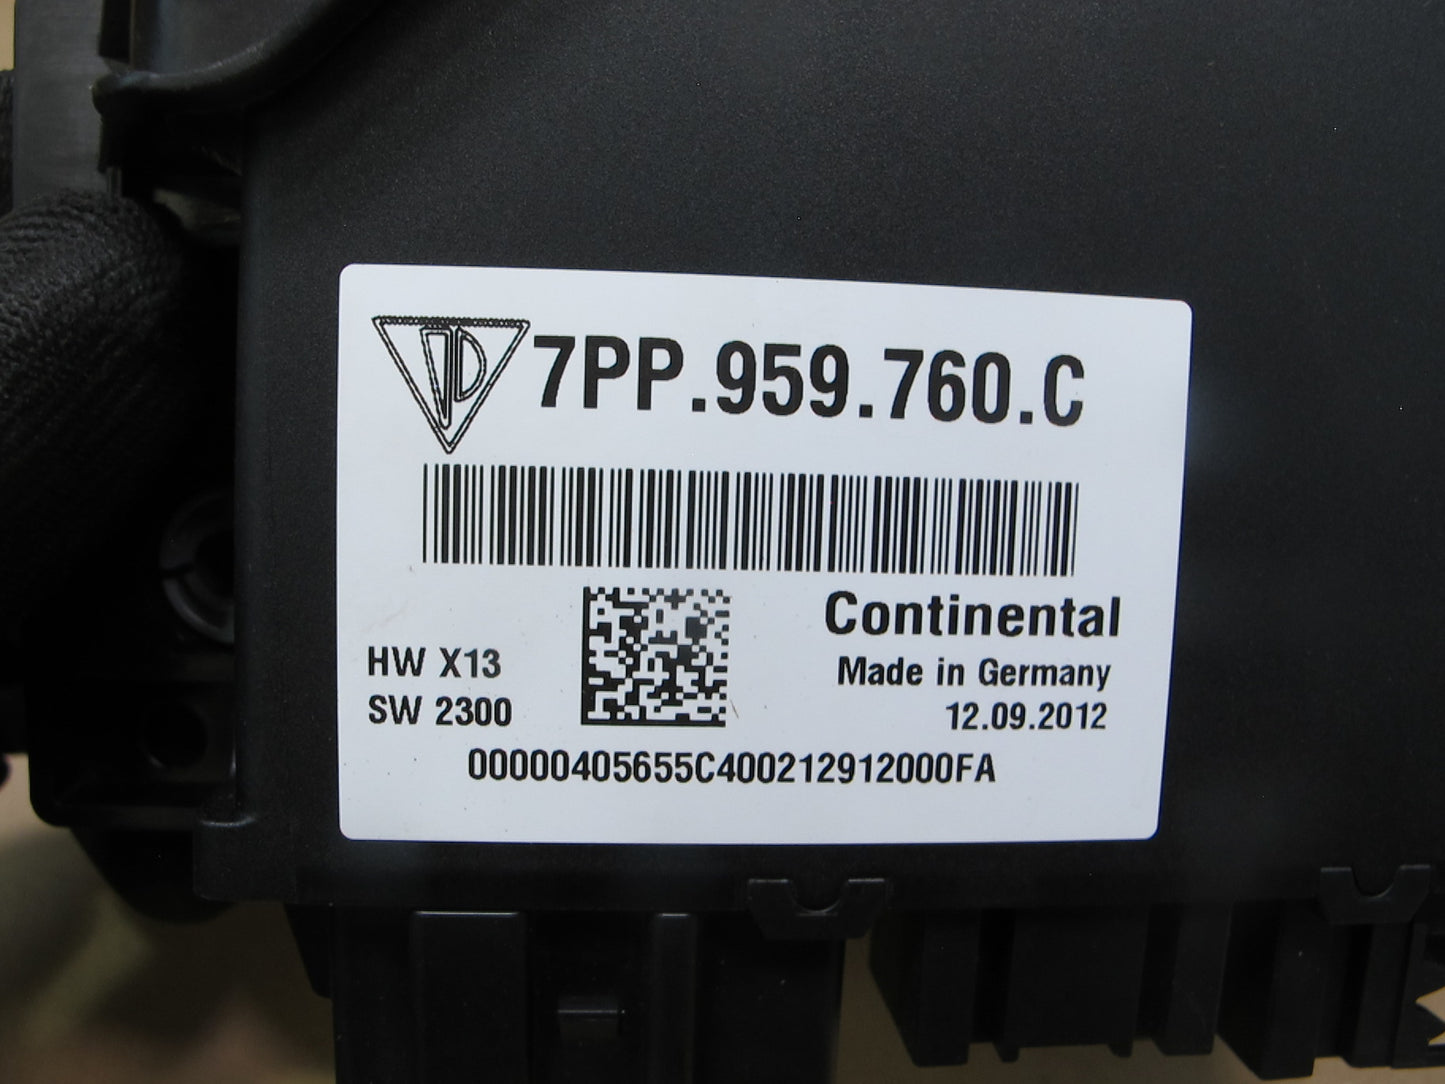 7PP.959.760.C
Continental
HW X13
Made in Germany
SW 2300
12.09.2012
00000405655C400212912000FA